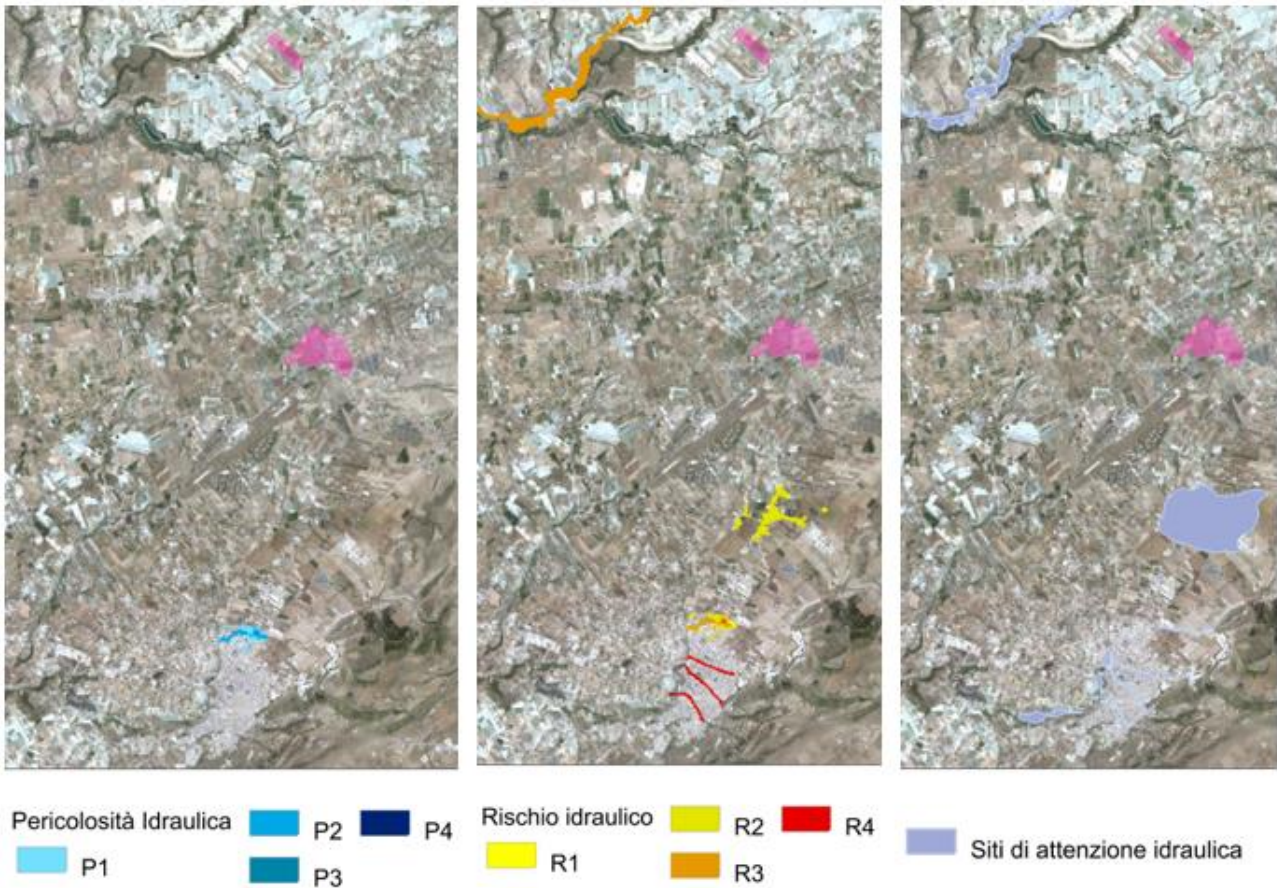 Pericolosità Idraulica
P1
P2
P3
P4
Rischio idraulico
R1
R2
R3
R4
Siti di attenzione idraulica